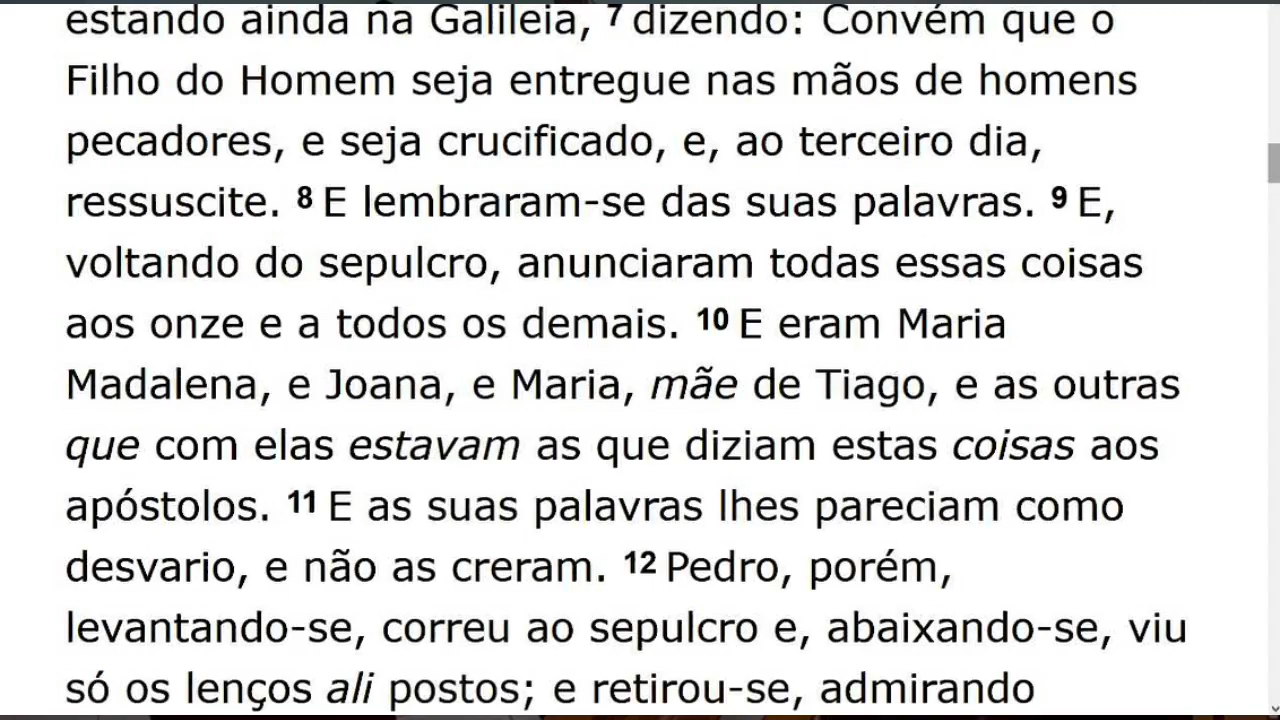 estando ainda na Galileia, 7 dizendo: Convém que o
Filho do Homem seja entregue nas mãos de homens
pecadores, e seja crucificado, e, ao terceiro dia,
ressuscite. 8 E lembraram-se das suas palavras. 9 E,
voltando do sepulcro, anunciaram todas essas coisas
aos onze e a todos os demais. 10 E eram Maria
Madalena, e Joana, e Maria, mãe de Tiago, e as outras
que com elas estavam as que diziam estas coisas aos
apóstolos. 11 E as suas palavras lhes pareciam como
desvario, e não as creram. 12 Pedro, porém,
levantando-se, correu ao sepulcro e, abaixando-se, viu
só os lenços ali postos; e retirou-se, admirando